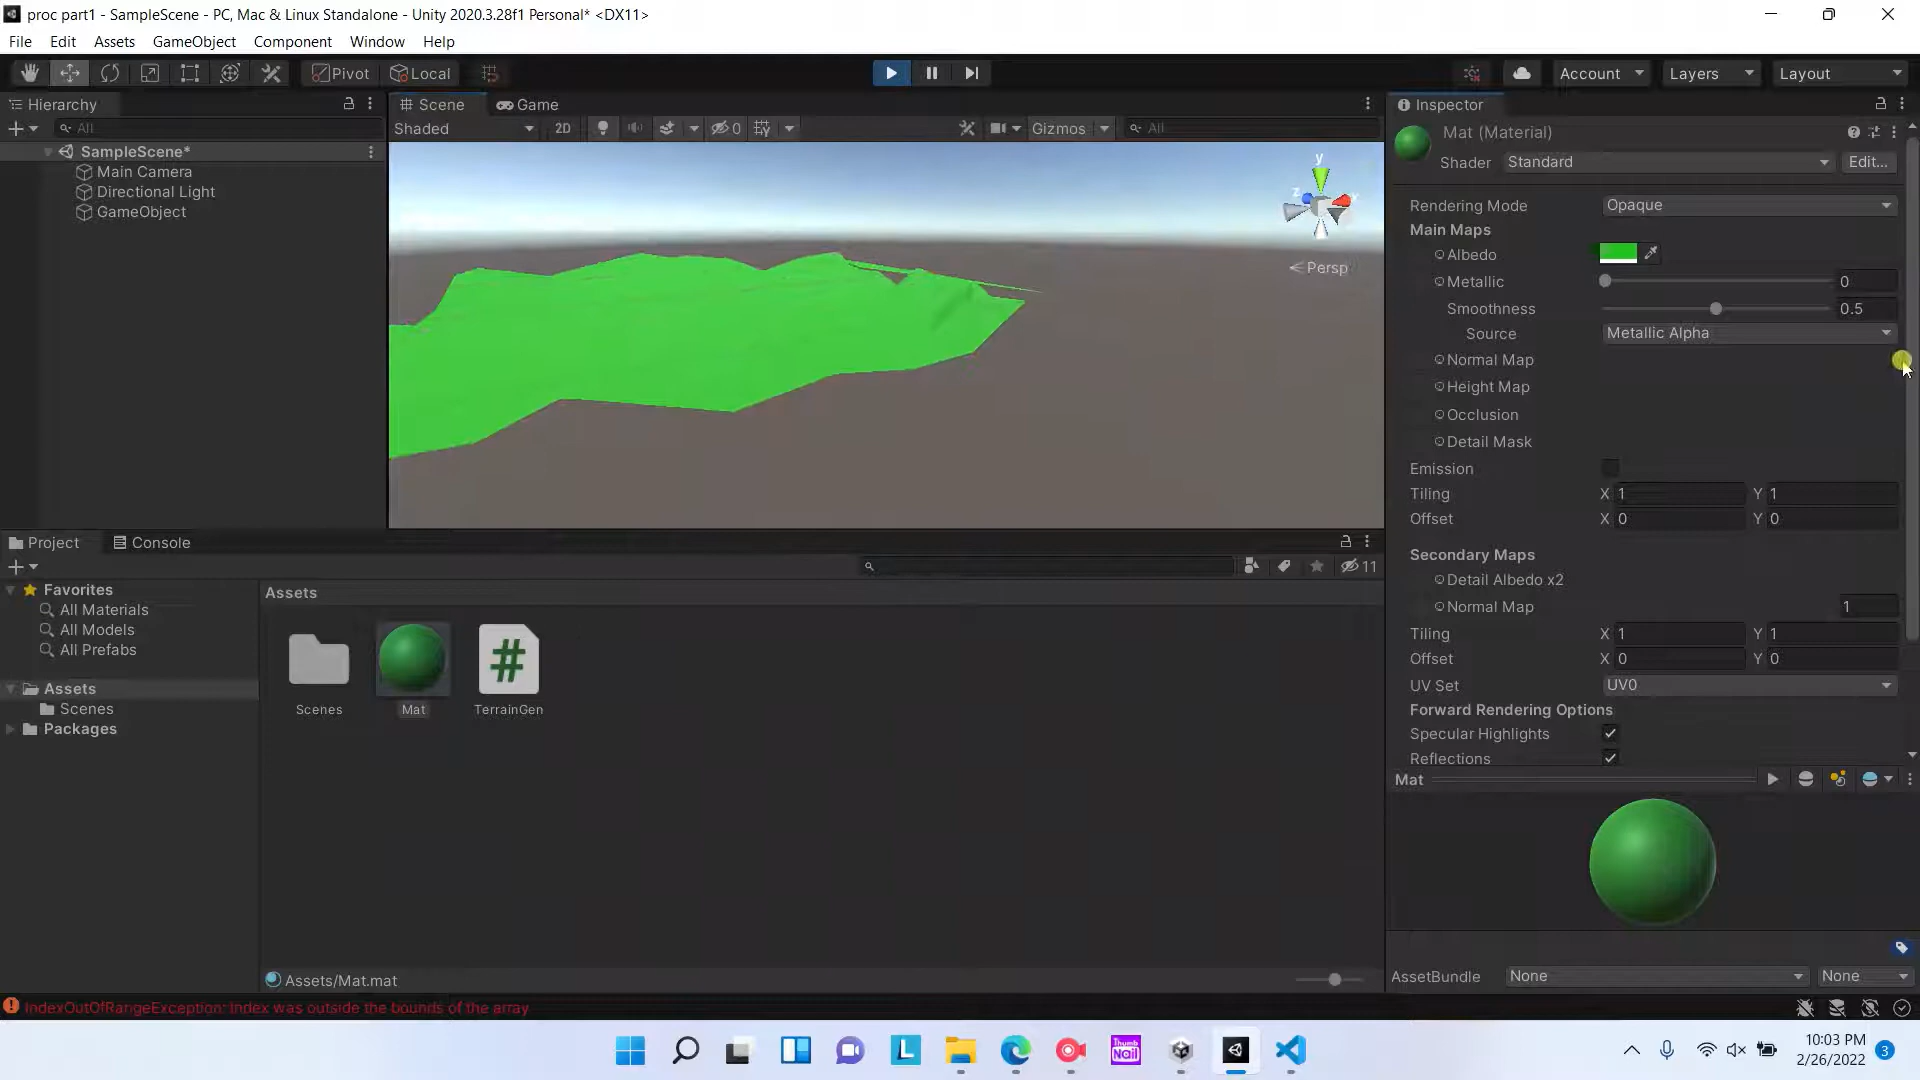 proc part1 - SampleScene - PC, Mac & Linux Standalone - Unity 2020.3.28f1 Personal* <DX11>
File Edit Assets GameObject Component Window Help
Pivot Local Account Layers Layout
Hierarchy
All
SampleScene*
Main Camera
Directional Light
GameObject
Scene Game
Shaded 2D 0 Gizmos All
y
z x
Persp
Inspector
Mat (Material)
Shader Standard Edit...
Rendering Mode Opaque
Main Maps
Albedo
Metallic 0
Smoothness 0.5
Source Metallic Alpha
Normal Map
Height Map
Occlusion
Detail Mask
Emission
Tiling X 1 Y 1
Offset X 0 Y 0
Secondary Maps
Detail Albedo x2
Normal Map 1
Tiling X 1 Y 1
Offset X 0 Y 0
UV Set UV0
Forward Rendering Options
Specular Highlights
Reflections
Mat
AssetBundle None None
Project Console
11
Favorites
All Materials
All Models
All Prefabs
Assets
Scenes
Packages
Assets
Scenes Mat TerrainGen
Assets/Mat.mat
IndexOutOfRangeException: Index was outside the bounds of the array
L
Thumb
Nail
10:03 PM
2/26/2022
3